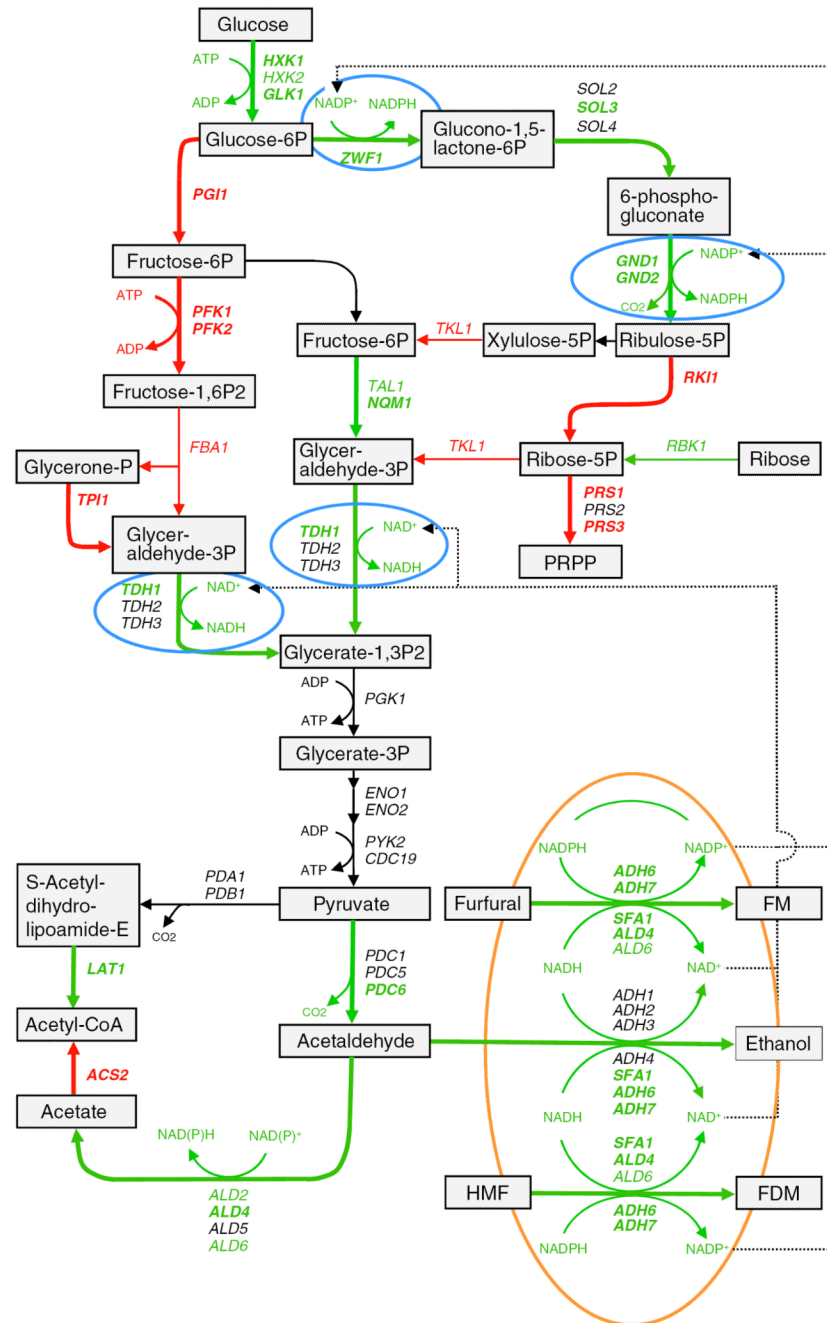 Glucose
ATP
ADP
HXK1
HXK2
GLK1
NADP+
NADPH
SOL2
SOL3
SOL4
Glucose-6P
ZWF1
Glucono-1,5-
lactone-6P
PGI1
6-phospho-
gluconate
GND1
GND2
NADP+
CO2
NADPH
Fructose-6P
ATP
ADP
PFK1
PFK2
Fructose-6P
TKL1
Xylulose-5P
Ribulose-5P
RKI1
Fructose-1,6P2
TAL1
NQM1
FBA1
Glycerone-P
TPI1
Glycer-
aldehyde-3P
TKL1
Ribose-5P
RBK1
Ribose
PRS1
PRS2
PRS3
PRPP
Glycer-
aldehyde-3P
TDH1
TDH2
TDH3
NAD+
NADH
TDH1
TDH2
TDH3
NAD+
NADH
Glycerate-1,3P2
ADP
ATP
PGK1
Glycerate-3P
ENO1
ENO2
ADP
ATP
PYK2
CDC19
Pyruvate
PDA1
PDB1
CO2
S-Acetyl-
dihydro-
lipoamide-E
LAT1
Acetyl-CoA
ACS2
Acetate
PDC1
PDC5
PDC6
CO2
Acetaldehyde
NAD(P)H
NAD(P)+
ALD2
ALD4
ALD5
ALD6
NADPH
NADP+
ADH6
ADH7
Furfural
FM
SFA1
ALD4
ALD6
NADH
NAD+
ADH1
ADH2
ADH3
Ethanol
ADH4
SFA1
ADH6
ADH7
NADH
NAD+
SFA1
ALD4
ALD6
HMF
FDM
ADH6
ADH7
NADPH
NADP+